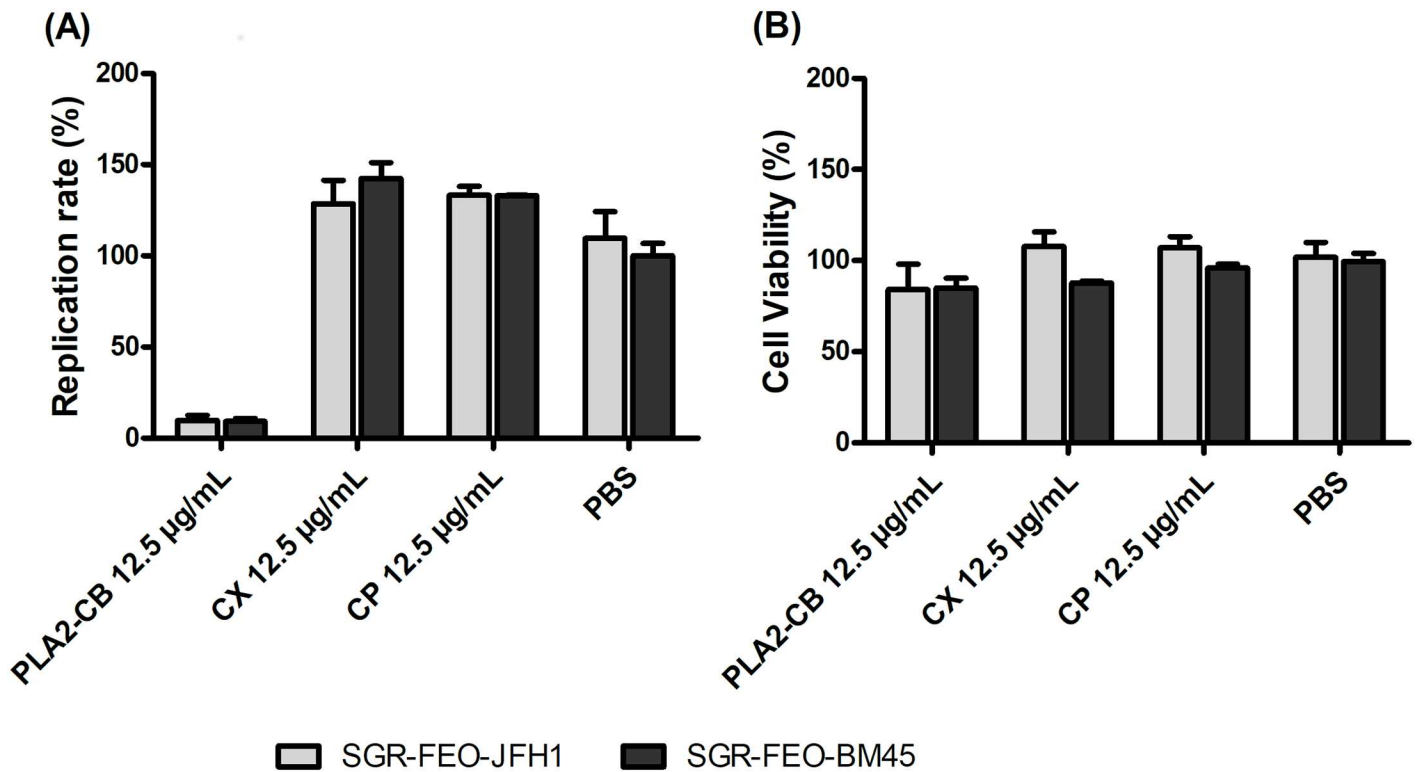 (A)
Replication rate (%)
200
150
100
50
0
PLA2-CB 12.5 µg/mL
CX 12.5 µg/mL
CP 12.5 µg/mL
PBS
(B)
Cell Viability (%)
200
150
100
50
0
PLA2-CB 12.5 µg/mL
CX 12.5 µg/mL
CP 12.5 µg/mL
PBS
SGR-FEO-JFH1
SGR-FEO-BM45